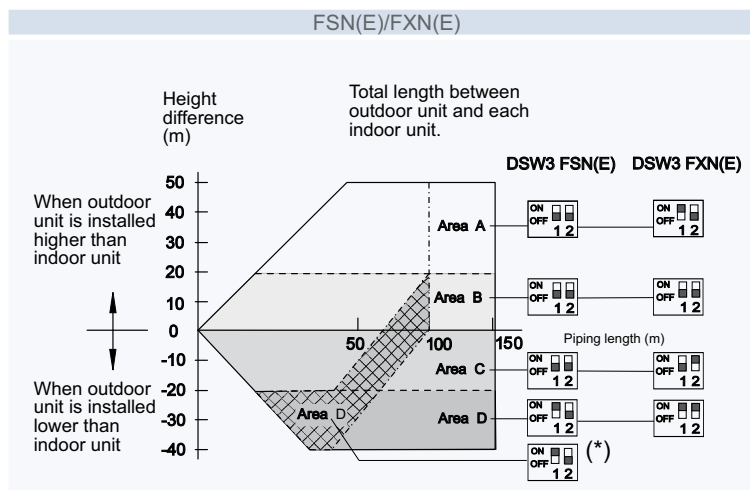 FSN(E)/FXN(E)
Height
difference
(m)
Total length between
outdoor unit and each
indoor unit.
DSW3 FSN(E)
DSW3 FXN(E)
When outdoor
unit is installed
higher than
indoor unit
50
40
30
20
10
0
-10
-20
-30
-40
Area A
ON
OFF
1 2
ON
OFF
1 2
Area B
ON
OFF
1 2
ON
OFF
1 2
50
100
150
Piping length (m)
Area C
ON
OFF
1 2
ON
OFF
1 2
When outdoor
unit is installed
lower than
indoor unit
Area D
Area D
ON
OFF
1 2
ON
OFF
1 2
ON
OFF
1 2
(*)